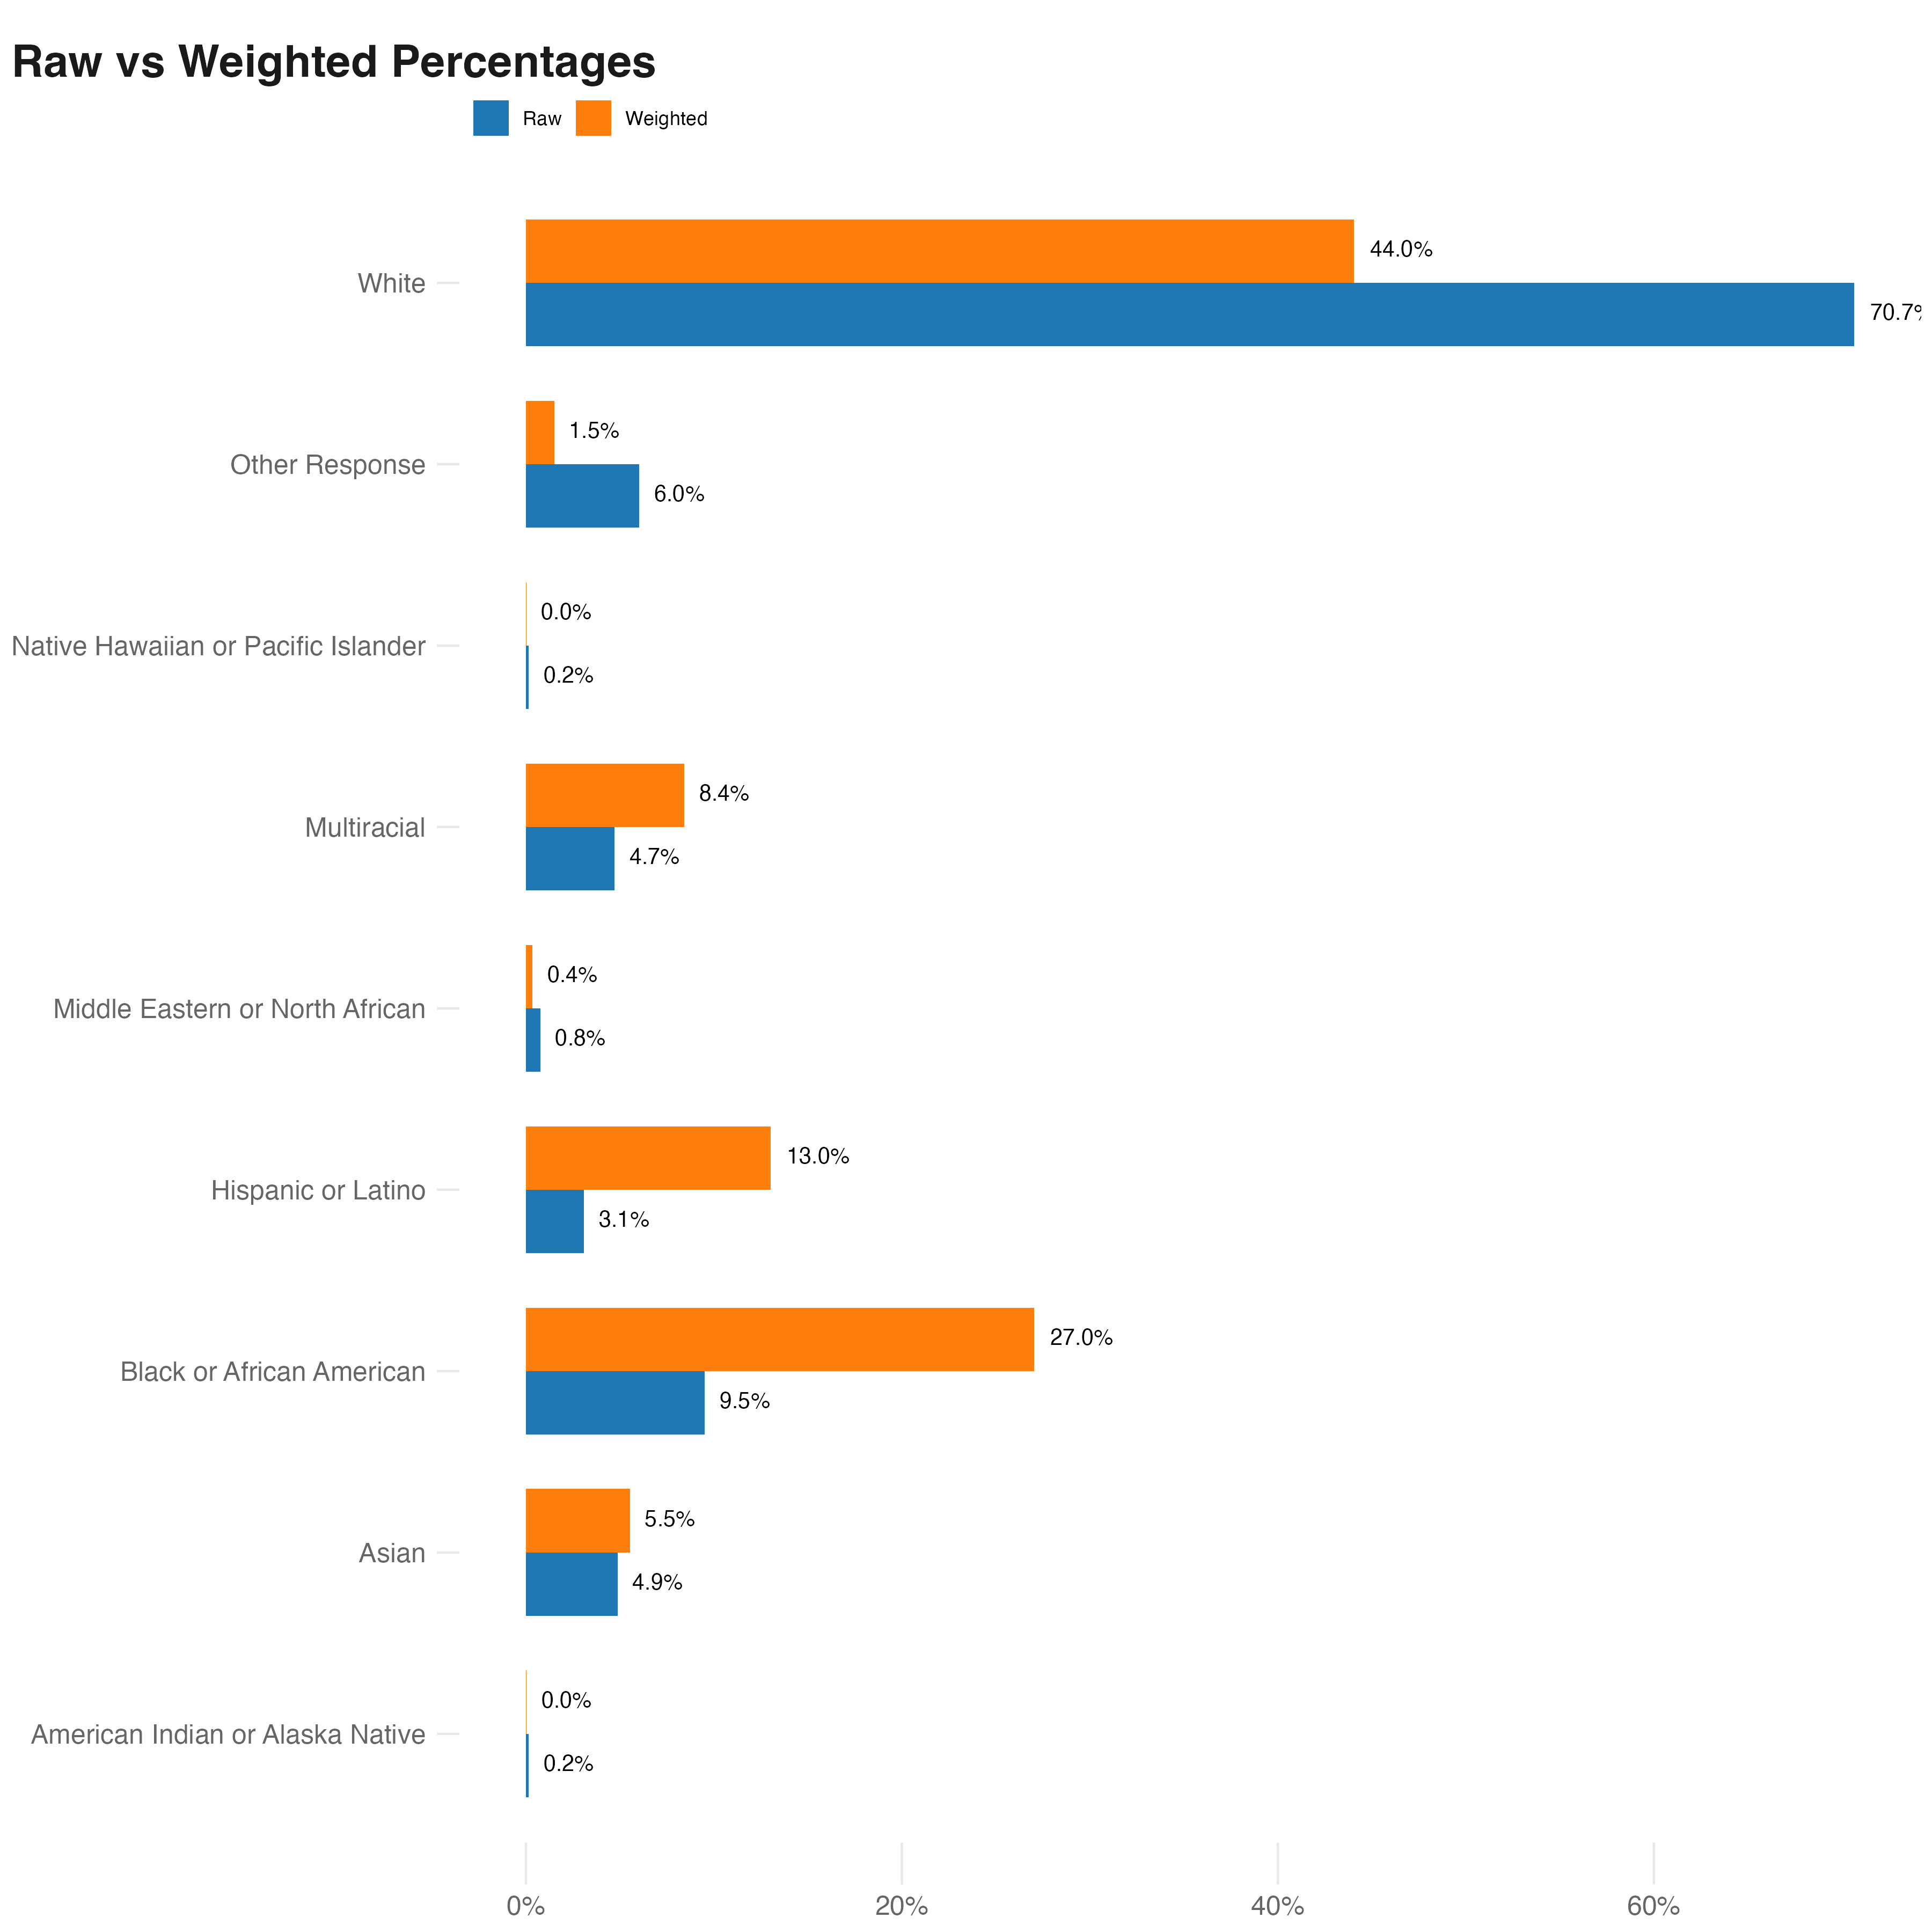 Raw vs Weighted Percentages
Raw Weighted
White
44.0%
70.7%
Other Response
1.5%
6.0%
Native Hawaiian or Pacific Islander
0.0%
0.2%
Multiracial
8.4%
4.7%
Middle Eastern or North African
0.4%
0.8%
Hispanic or Latino
13.0%
3.1%
Black or African American
27.0%
9.5%
Asian
5.5%
4.9%
American Indian or Alaska Native
0.0%
0.2%
0% 20% 40% 60%